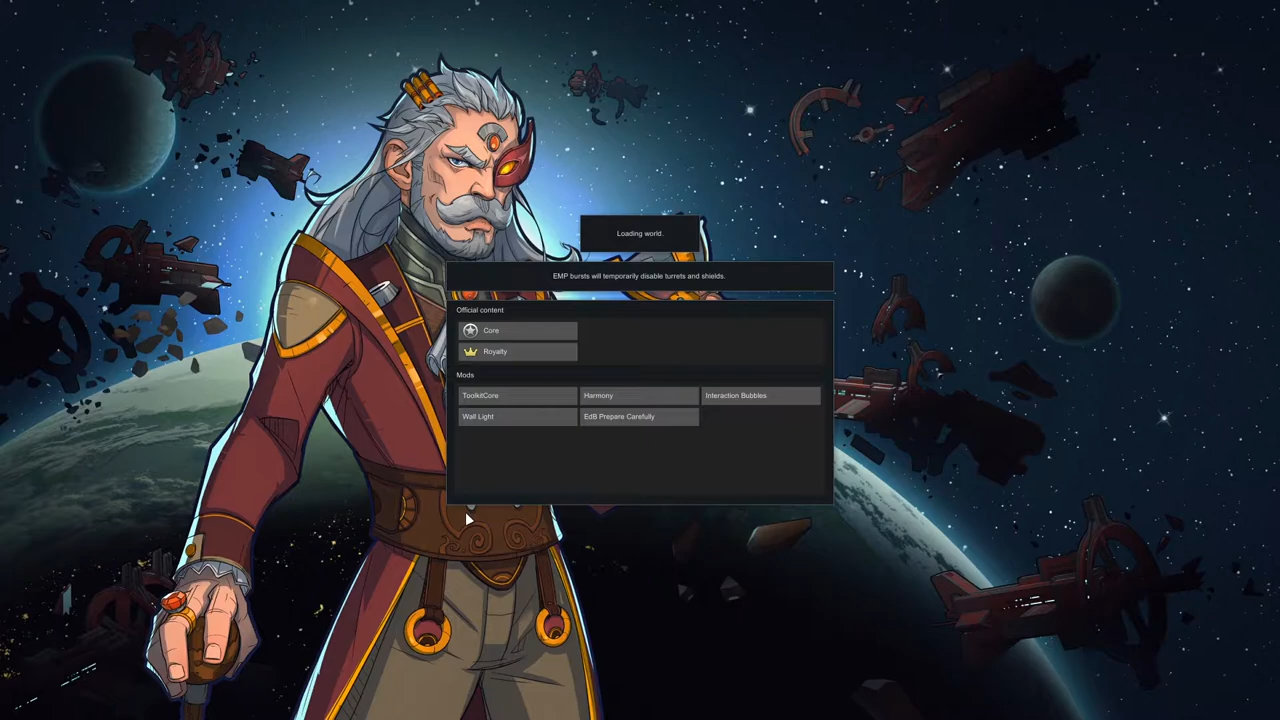 Loading world.
EMP bursts will temporarily disable turrets and shields.
Official content
Core
Royalty
Mods
ToolkitCore
Harmony
Interaction Bubbles
Wall Light
EdB Prepare Carefully